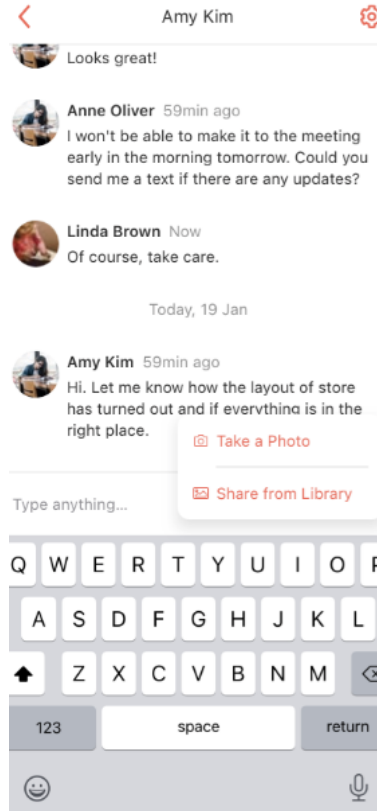 Amy Kim
Looks great!
Anne Oliver 59min ago
I won't be able to make it to the meeting
early in the morning tomorrow. Could you
send me a text if there are any updates?
Linda Brown Now
Of course, take care.
Today, 19 Jan
Amy Kim 59min ago
Hi. Let me know how the layout of store
has turned out and if everything is in the
right place.
Take a Photo
Share from Library
Type anything...
Q W E R T Y U I O P
A S D F G H J K L
Z X C V B N M
123 space return